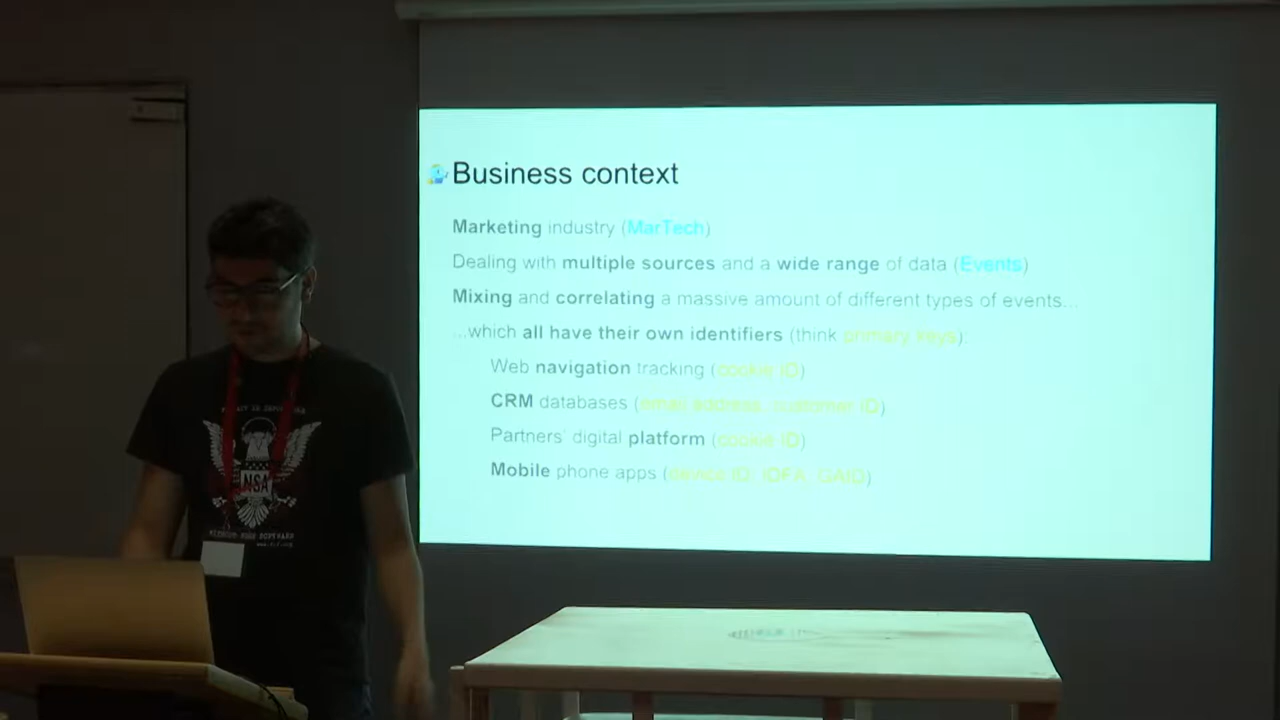 Business context
Marketing industry (MarTech)
Dealing with multiple sources and a wide range of data (Events)
Mixing and correlating a massive amount of different types of events...
...which all have their own identifiers (think primary keys):
Web navigation tracking (cookie ID)
CRM databases (email address, customer ID)
Partners' digital platform (cookie ID)
Mobile phone apps (device ID, IDFA, GAID)
NSA